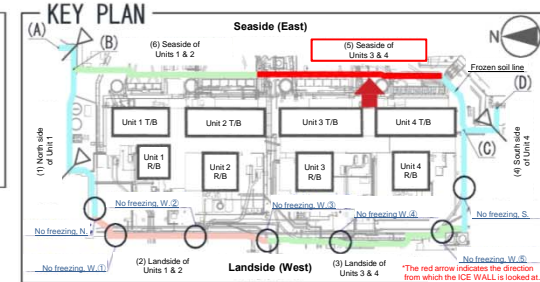 KEY PLAN
Seaside (East)
N
(A)
(B)
(6) Seaside of
Units 1 & 2
(5) Seaside of
Units 3 & 4
Frozen soil line
(D)
(1) North side
of Unit 1
Unit 1 T/B
Unit 2 T/B
Unit 3 T/B
Unit 4 T/B
(C)
(4) South side
of Unit 4
Unit 1
R/B
Unit 2
R/B
Unit 3
R/B
Unit 4
R/B
No freezing, W.②
No freezing, W.③
No freezing, W.④
No freezing, S.
No freezing, N.
No freezing, W.①
(2) Landside of
Units 1 & 2
Landside (West)
(3) Landside of
Units 3 & 4
No freezing, W.⑤
*The red arrow indicates the direction
from which the ICE WALL is looked at.